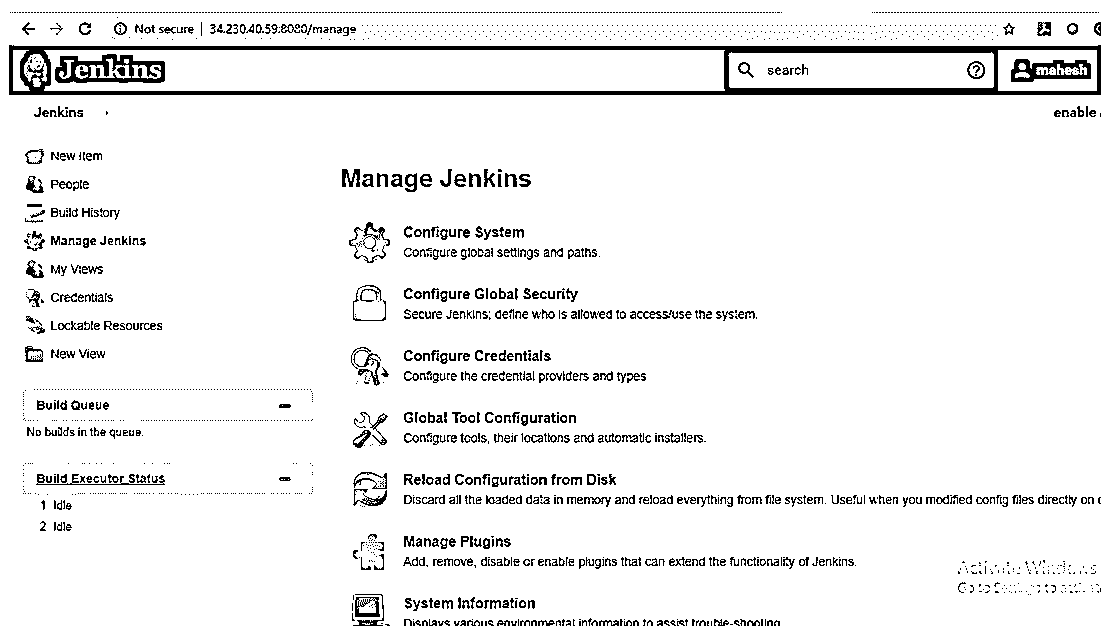 Not secure | 34.230.40.59:8080/manage
Jenkins
search
mahesh
Jenkins
enable
New Item
People
Build History
Manage Jenkins
My Views
Credentials
Lockable Resources
New View
Build Queue
No builds in the queue.
Build Executor Status
1 Idle
2 Idle
Manage Jenkins
Configure System
Configure global settings and paths.
Configure Global Security
Secure Jenkins; define who is allowed to access/use the system.
Configure Credentials
Configure the credential providers and types
Global Tool Configuration
Configure tools, their locations and automatic installers.
Reload Configuration from Disk
Discard all the loaded data in memory and reload everything from file system. Useful when you modified config files directly on
Manage Plugins
Add, remove, disable or enable plugins that can extend the functionality of Jenkins.
System Information
Displays various environmental information to assist trouble-shooting.
Activate Windows
Go to Settings to